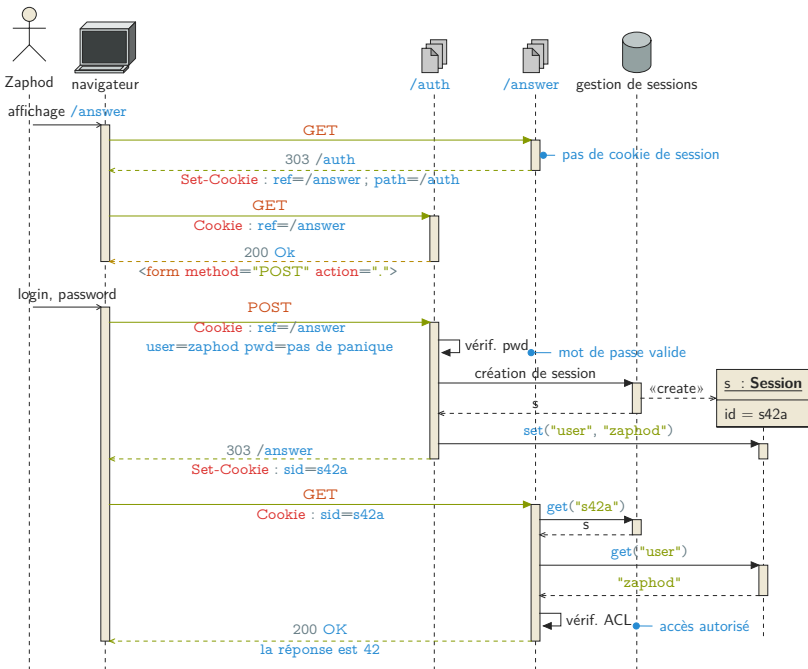 Zaphod
navigateur
/auth
/answer
gestion de sessions
affichage /answer
GET
pas de cookie de session
303 /auth
Set-Cookie : ref=/answer ; path=/auth
GET
Cookie : ref=/answer
200 Ok
<form method="POST" action=".">
login, password
POST
Cookie : ref=/answer
user=zaphod pwd=pas de panique
vérif. pwd
mot de passe valide
création de session
«create»
s : Session
id = s42a
s
set("user", "zaphod")
303 /answer
Set-Cookie : sid=s42a
GET
Cookie : sid=s42a
get("s42a")
s
get("user")
"zaphod"
vérif. ACL
accès autorisé
200 OK
la réponse est 42